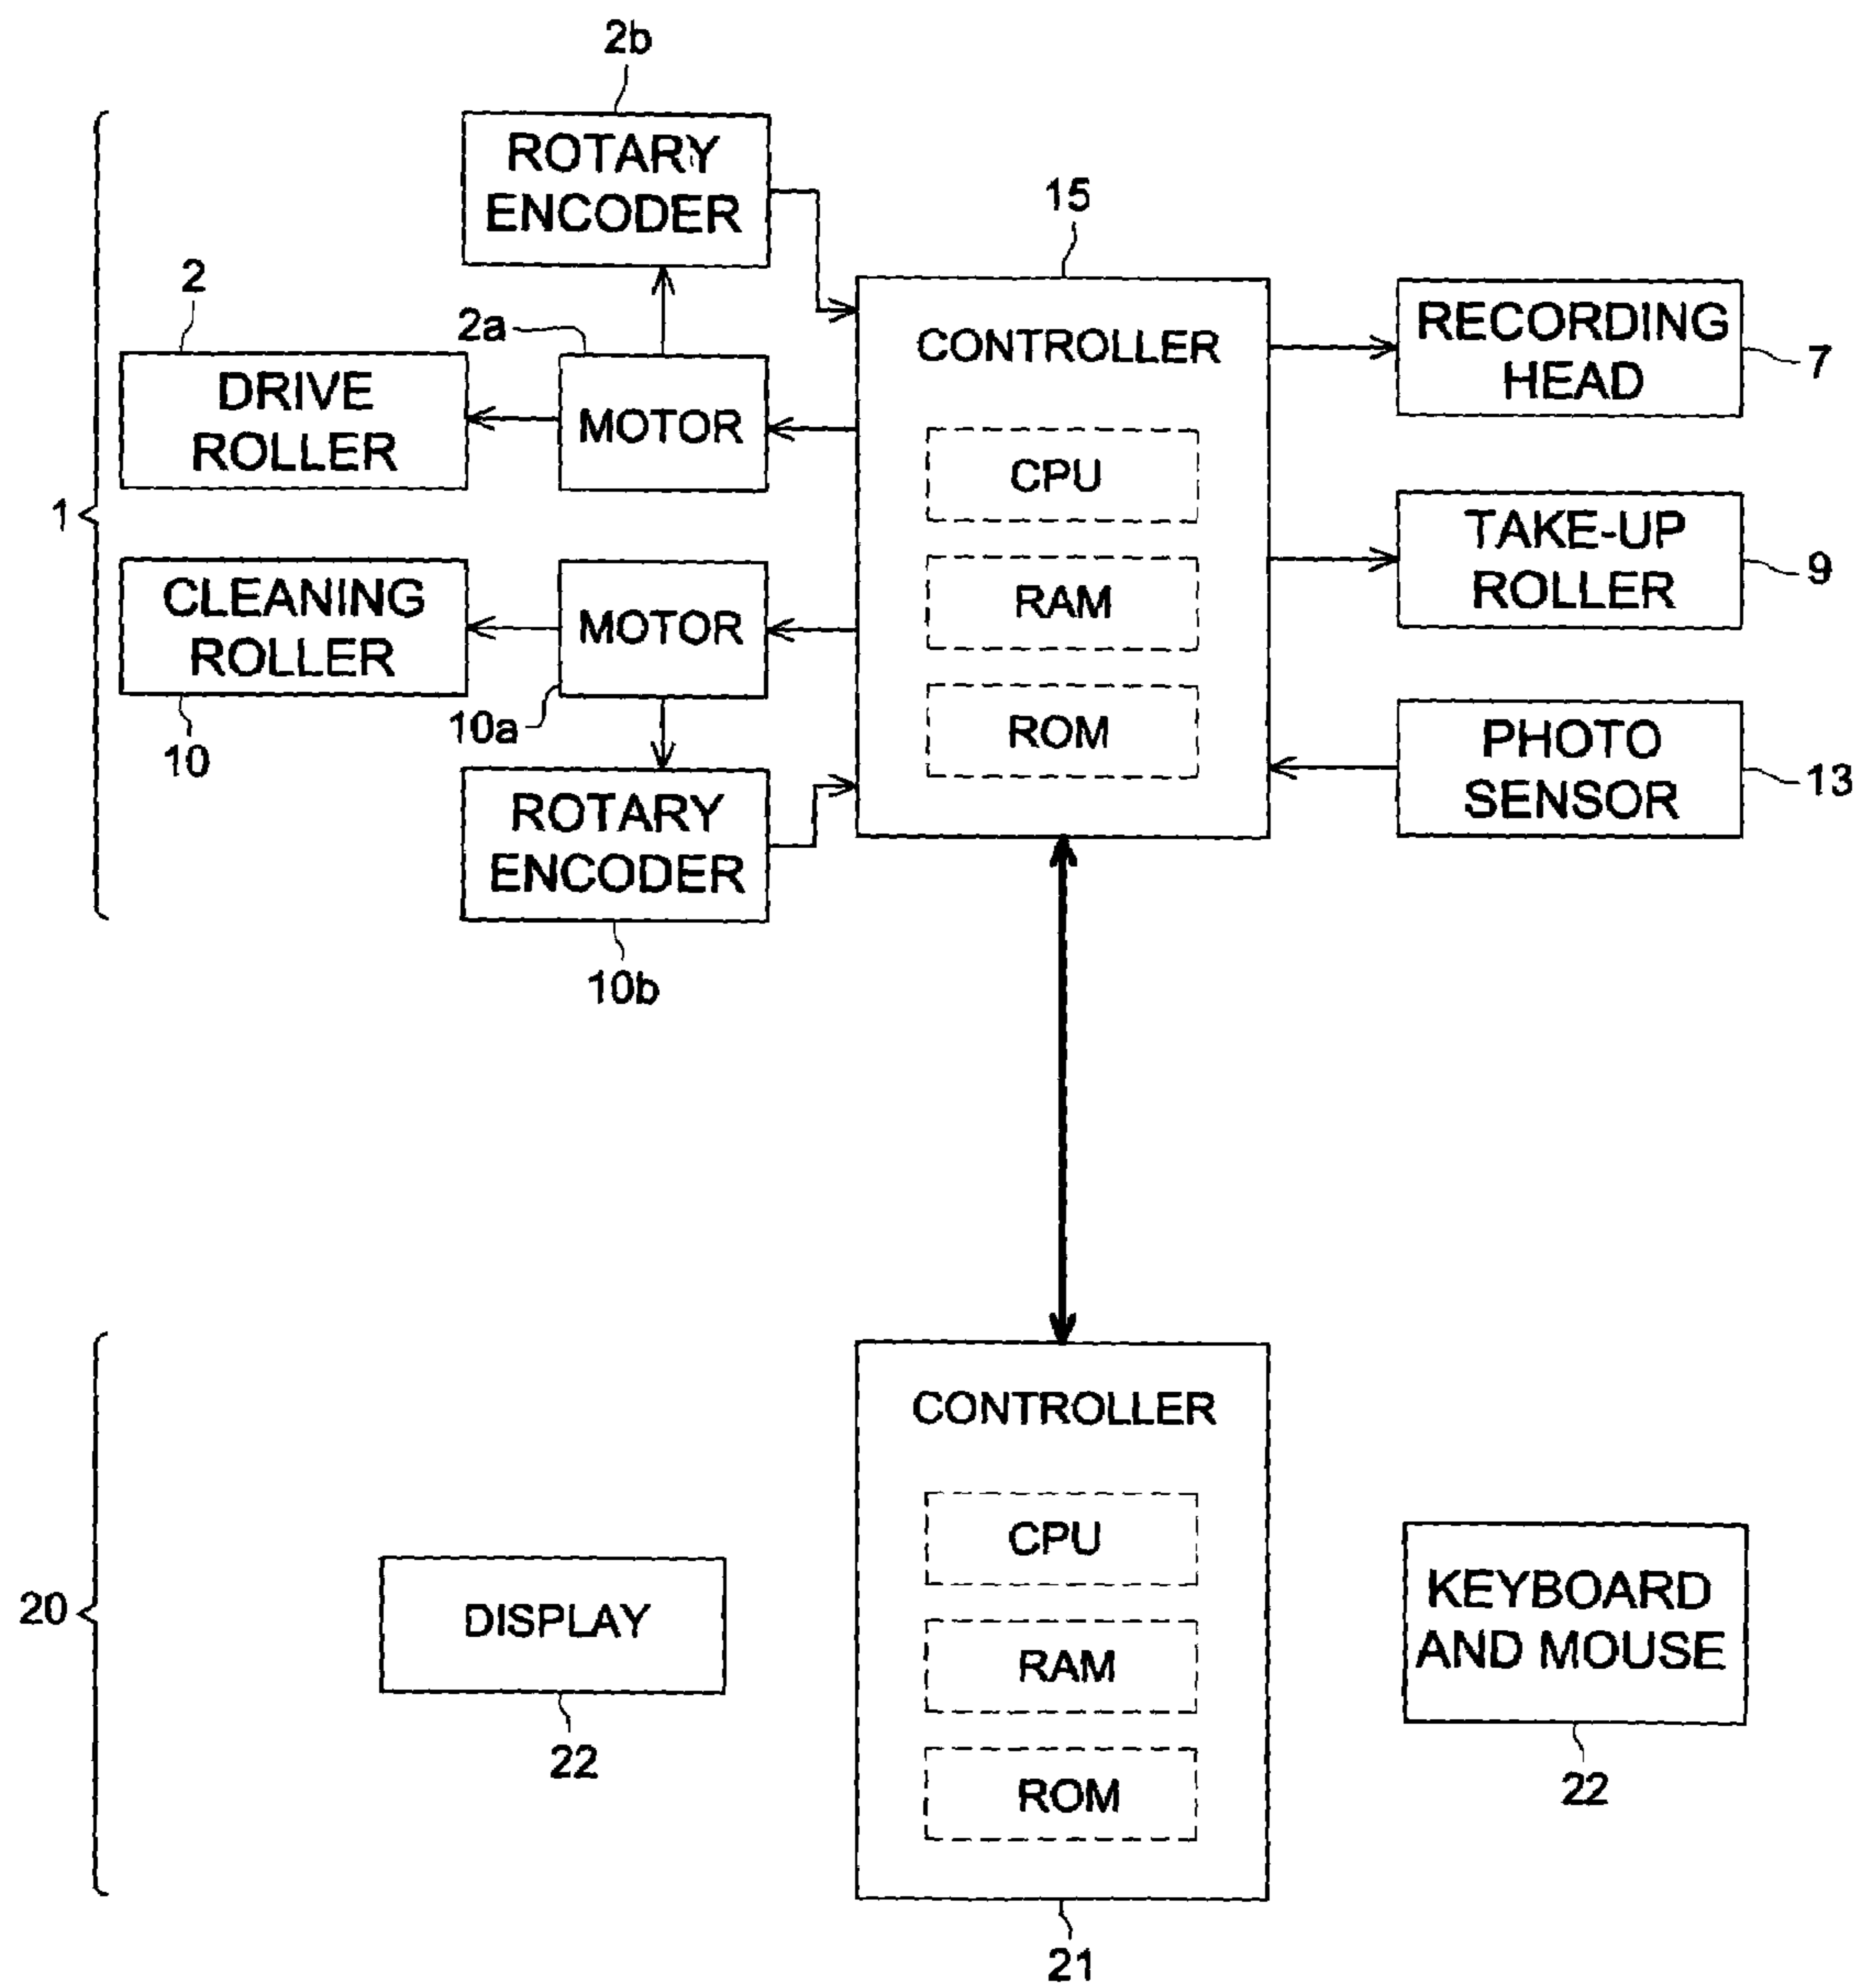 2b
ROTARY
ENCODER
15
2
2a
DRIVE
ROLLER
MOTOR
CONTROLLER
CPU
RAM
ROM
RECORDING
HEAD
7
TAKE-UP
ROLLER
9
1
CLEANING
ROLLER
MOTOR
10
10a
PHOTO
SENSOR
13
ROTARY
ENCODER
10b
CONTROLLER
CPU
RAM
ROM
20
DISPLAY
22
KEYBOARD
AND MOUSE
22
21